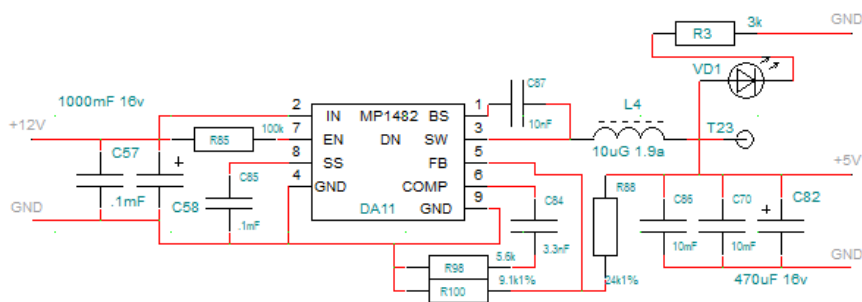 R3
3k
GND
VD1
1000mF 16v
2
IN
MP1482
BS
1
C87
10nF
L4
10uG 1.9a
T23
+12V
R85
100k
7
EN
DN
SW
3
C57
.1mF
C58
+
C85
.1mF
8
SS
FB
5
4
GND
COMP
6
GND
9
DA11
C84
3.3nF
R88
24k1%
+5V
C86
10mF
C70
10mF
+
C82
470uF 16v
GND
GND
R98
5.6k
R100
9.1k1%